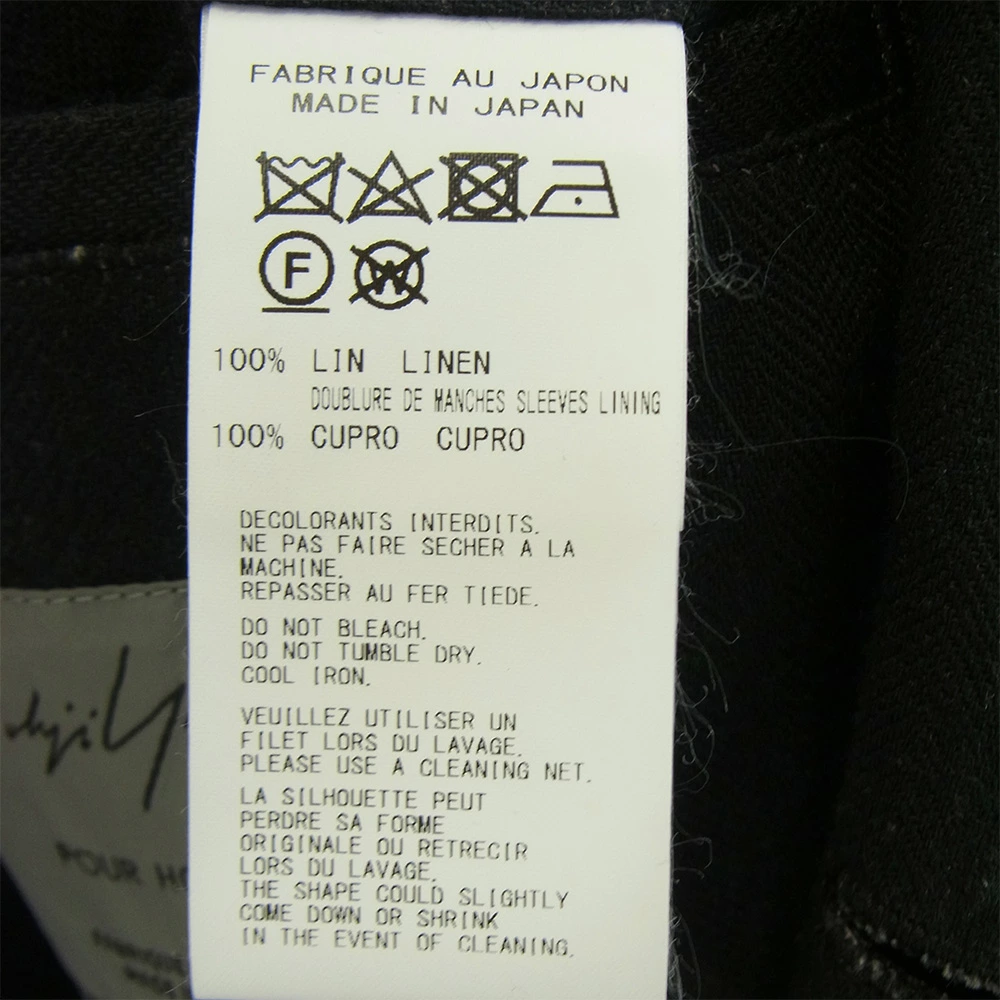 FABRIQUE AU JAPON
MADE IN JAPAN
F
W
100% LIN LINEN
DOUBLURE DE MANCHES SLEEVES LINING
100% CUPRO CUPRO
DECOLORANTS INTERDITS.
NE PAS FAIRE SECHER A LA
MACHINE.
REPASSER AU FER TIEDE.
DO NOT BLEACH.
DO NOT TUMBLE DRY.
COOL IRON.
VEUILLEZ UTILISER UN
FILET LORS DU LAVAGE.
PLEASE USE A CLEANING NET.
LA SILHOUETTE PEUT
PERDRE SA FORME
ORIGINALE OU RETRECIR
LORS DU LAVAGE.
THE SHAPE COULD SLIGHTLY
COME DOWN OR SHRINK
IN THE EVENT OF CLEANING.
POUR